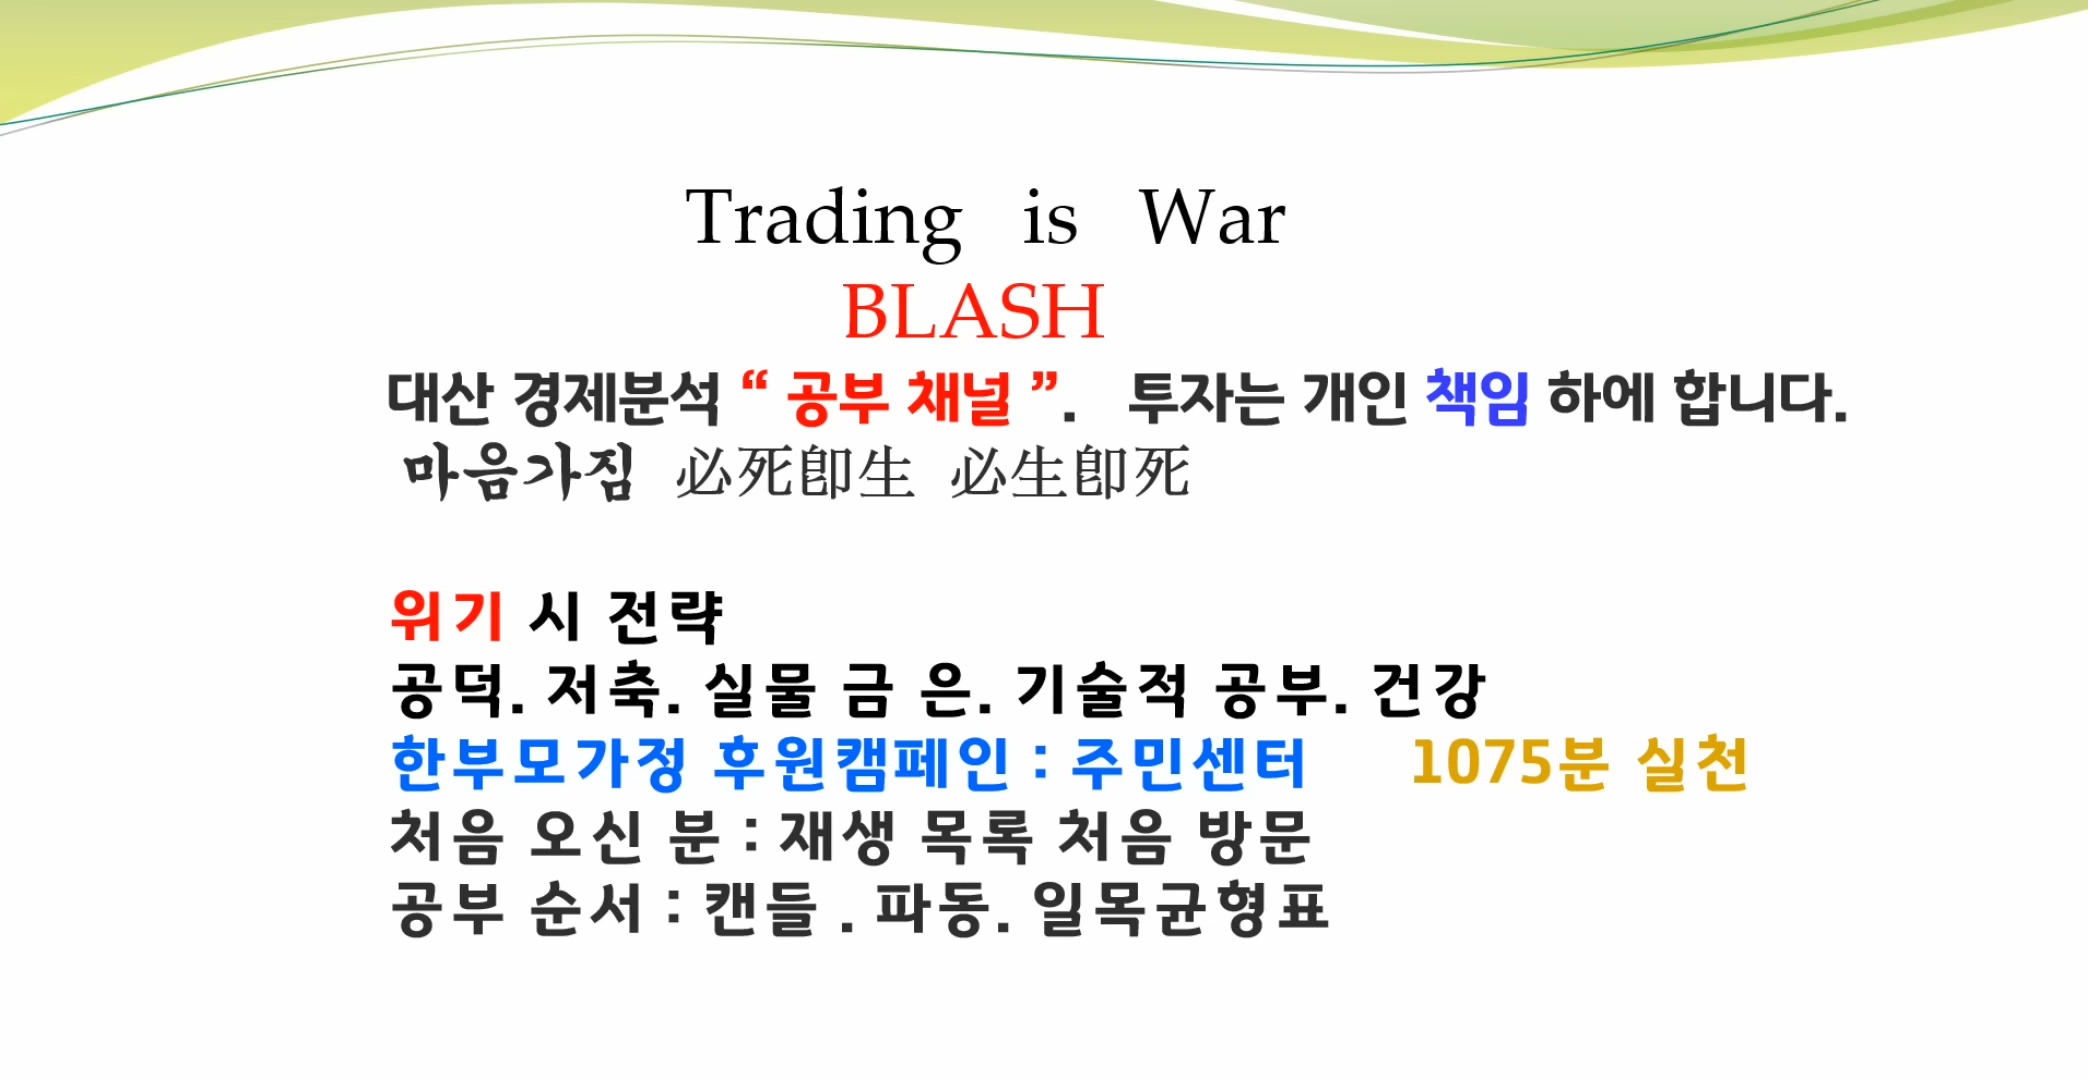 Trading is War
BLASH
대산 경제분석 “ 공부 채널 ”. 투자는 개인 책임 하에 합니다.
마음가짐 必死卽生 必生卽死
위기 시 전략
공덕. 저축. 실물 금 은. 기술적 공부. 건강
한부모가정 후원캠페인 : 주민센터 1075분 실천
처음 오신 분 : 재생 목록 처음 방문
공부 순서 : 캔들 . 파동. 일목균형표